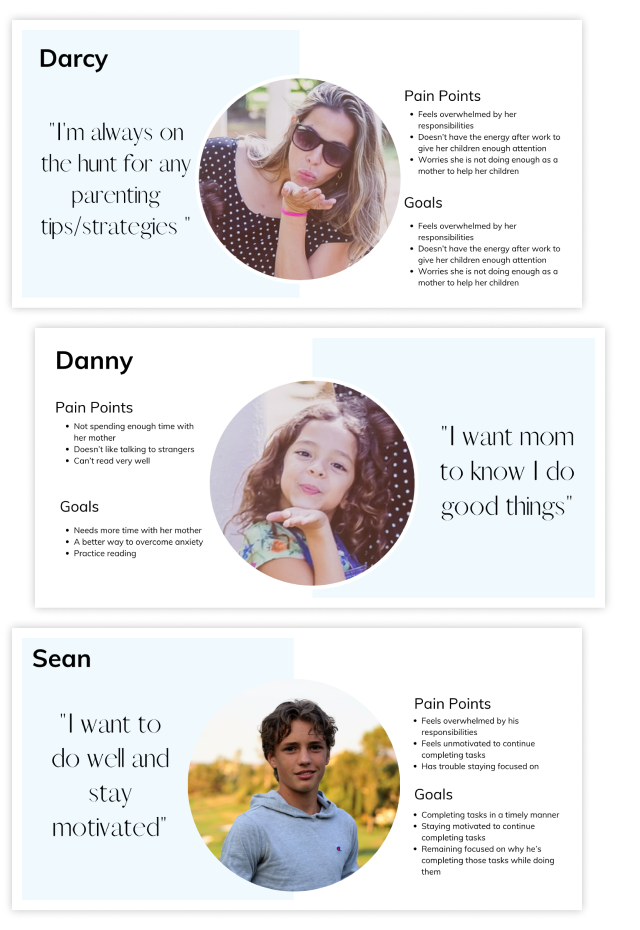 Darcy
"I'm always on
the hunt for any
parenting
tips/strategies "
Pain Points
• Feels overwhelmed by her
responsibilities
• Doesn't have the energy after work to
give her children enough attention
• Worries she is not doing enough as a
mother to help her children
Goals
• Feels overwhelmed by her
responsibilities
• Doesn't have the energy after work to
give her children enough attention
• Worries she is not doing enough as a
mother to help her children
Danny
Pain Points
• Not spending enough time with
her mother
• Doesn't like talking to strangers
• Can't read very well
Goals
• Needs more time with her mother
• A better way to overcome anxiety
• Practice reading
"I want mom
to know I do
good things"
Sean
"I want to
do well and
stay
motivated"
Pain Points
• Feels overwhelmed by his
responsibilities
• Feels unmotivated to continue
completing tasks
• Has trouble staying focused on
Goals
• Completing tasks in a timely manner
• Staying motivated to continue
completing tasks
• Remaining focused on why he's
completing those tasks while doing
them